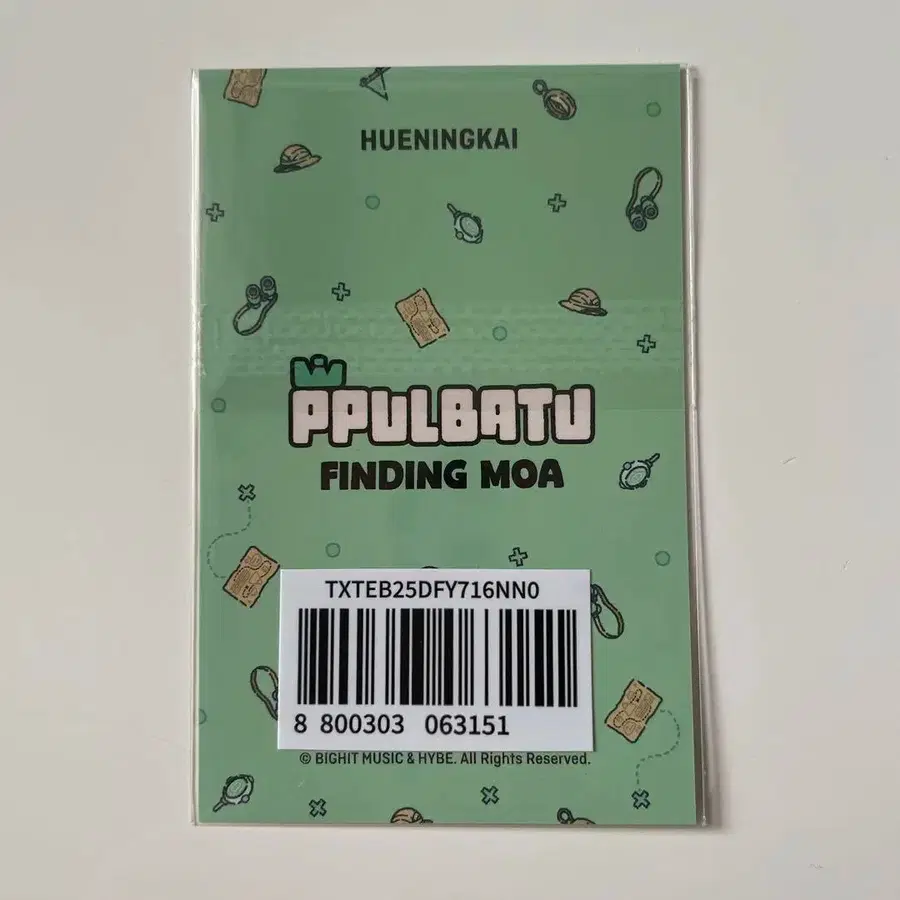 HUENINGKAI
PPULBATU
FINDING MOA
TXTEB25DFY716NN0
8 800303 063151
© BIGHIT MUSIC & HYBE. All Rights Reserved.